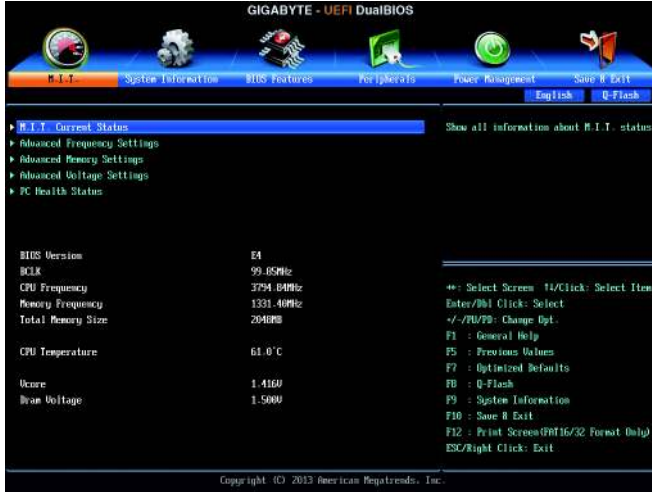 GIGABYTE - UEFI DualBIOS
M.I.T. System Information BIOS Features Peripherals Power Management Save & Exit
English Q-Flash
M.I.T. Current Status
Advanced Frequency Settings
Advanced Memory Settings
Advanced Voltage Settings
PC Health Status
Show all information about M.I.T. status
BIOS Version E4
BCLK 99.85MHz
CPU Frequency 3794.84MHz
Memory Frequency 1331.40MHz
Total Memory Size 2048MB
CPU Temperature 61.0°C
Vcore 1.416V
Dram Voltage 1.500V
↔: Select Screen ↑↓/Click: Select Item
Enter/Dbl Click: Select
+/-/PU/PD: Change Opt.
F1 : General Help
F5 : Previous Values
F7 : Optimized Defaults
F8 : Q-Flash
F9 : System Information
F10 : Save & Exit
F12 : Print Screen(FAT16/32 Format Only)
ESC/Right Click: Exit
Copyright (C) 2013 American Megatrends, Inc.